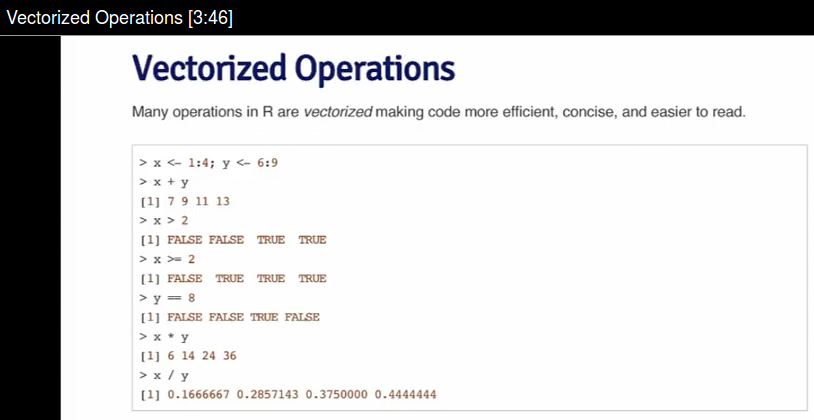 Vectorized Operations [3:46]
Vectorized Operations
Many operations in R are vectorized making code more efficient, concise, and easier to read.
> x <- 1:4; y <- 6:9
> x + y
[1] 7 9 11 13
> x > 2
[1] FALSE FALSE  TRUE  TRUE
> x >= 2
[1] FALSE  TRUE  TRUE  TRUE
> y == 8
[1] FALSE FALSE TRUE FALSE
> x * y
[1] 6 14 24 36
> x / y
[1] 0.1666667 0.2857143 0.3750000 0.4444444